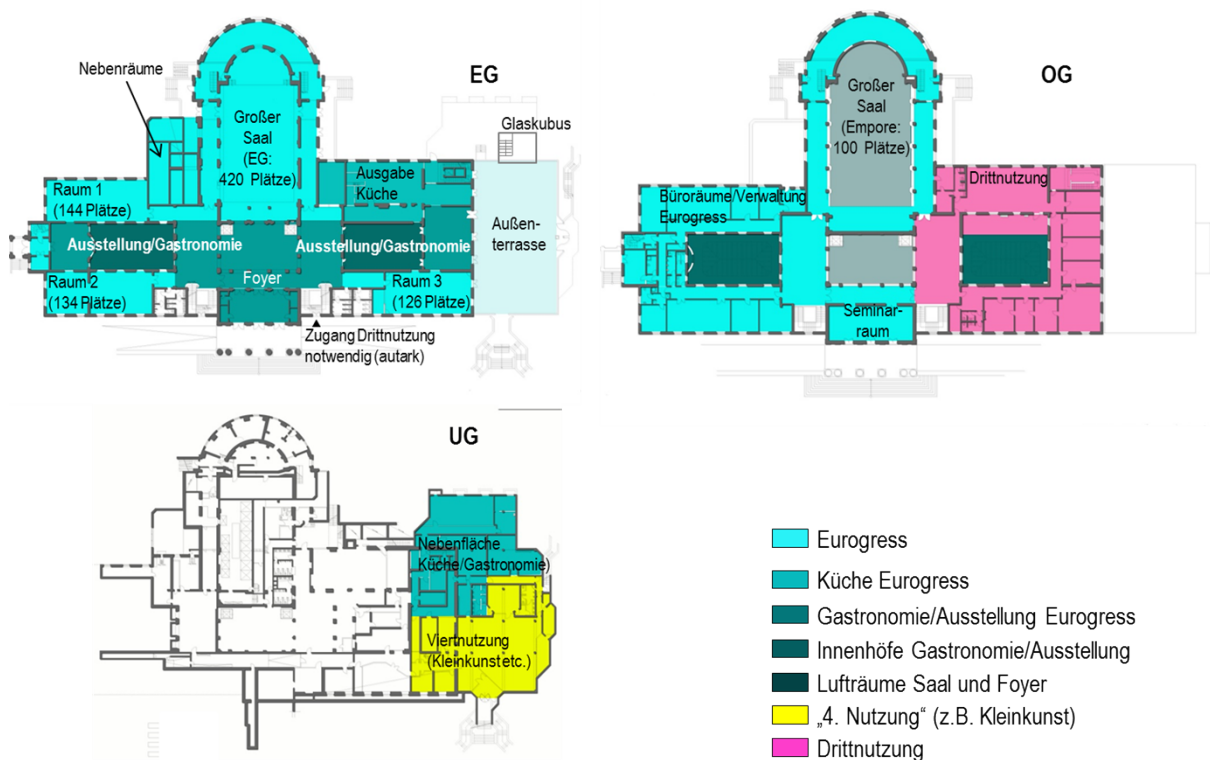 EG
Nebenräume
Großer
Saal
(EG:
420 Plätze)
Glaskubus
Ausgabe
Küche
Raum 1
(144 Plätze)
Außen-
terrasse
Ausstellung/Gastronomie
Ausstellung/Gastronomie
Foyer
Raum 2
(134 Plätze)
Raum 3
(126 Plätze)
Zugang Drittnutzung
notwendig (autark)
OG
Großer
Saal
(Empore:
100 Plätze)
Drittnutzung
Büroräume/Verwaltung
Eurogress
Seminar-
raum
UG
Nebenfläche
Küche/Gastronomie)
Viertnutzung
(Kleinkunst etc.)
Eurogress
Küche Eurogress
Gastronomie/Ausstellung Eurogress
Innenhöfe Gastronomie/Ausstellung
Lufträume Saal und Foyer
„4. Nutzung“ (z.B. Kleinkunst)
Drittnutzung